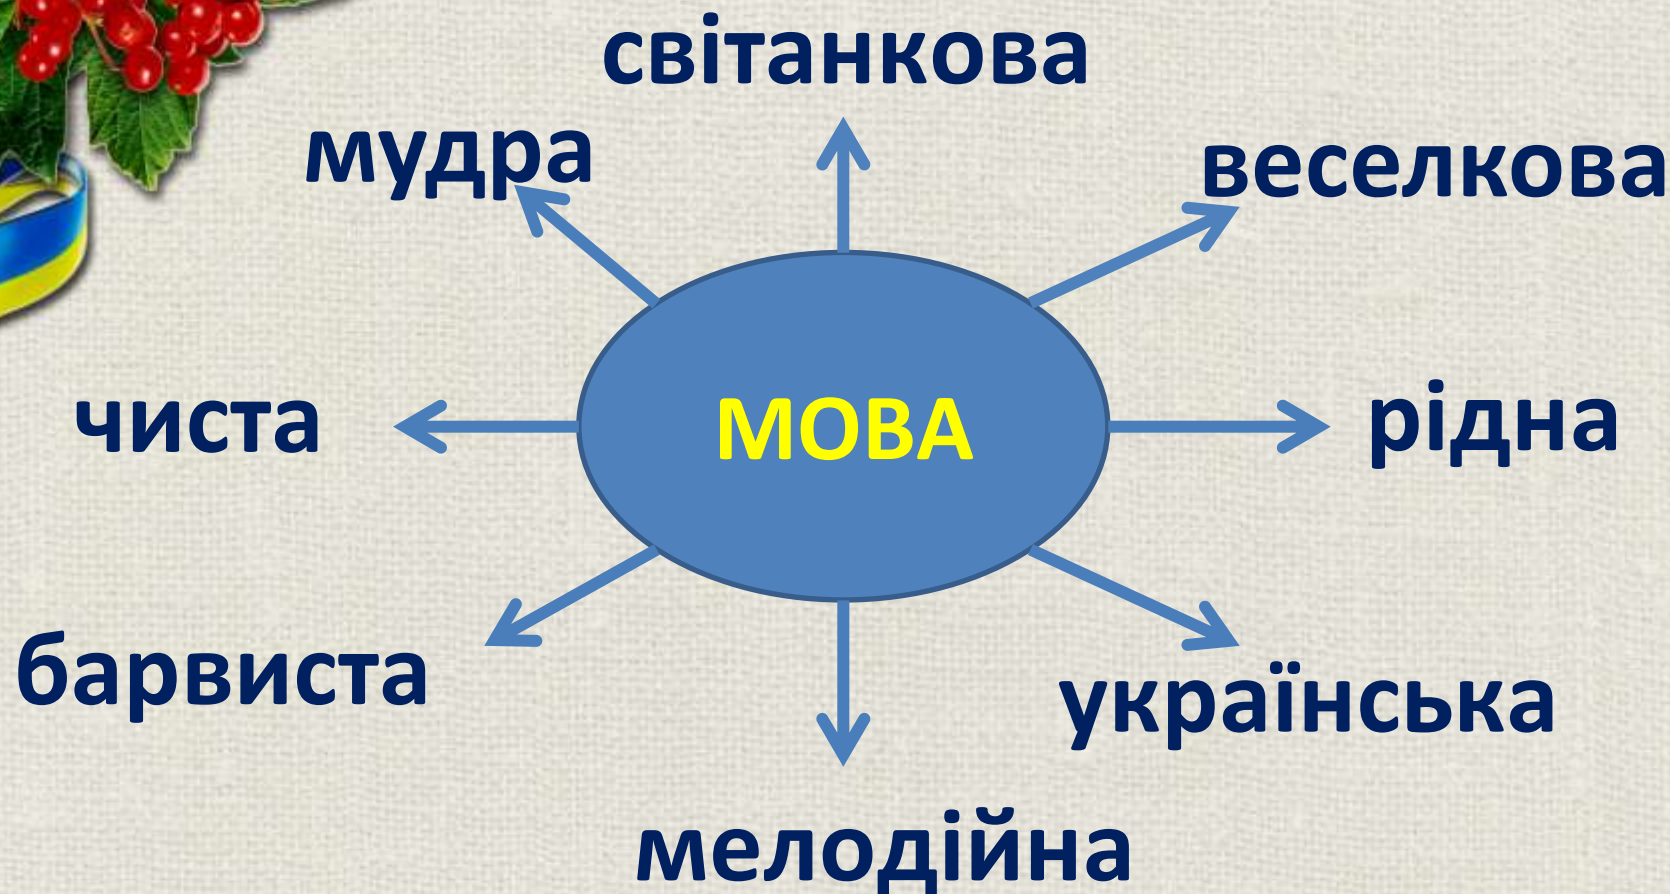 світанкова
мудра
веселкова
чиста
МОВА
рідна
барвиста
українська
мелодійна